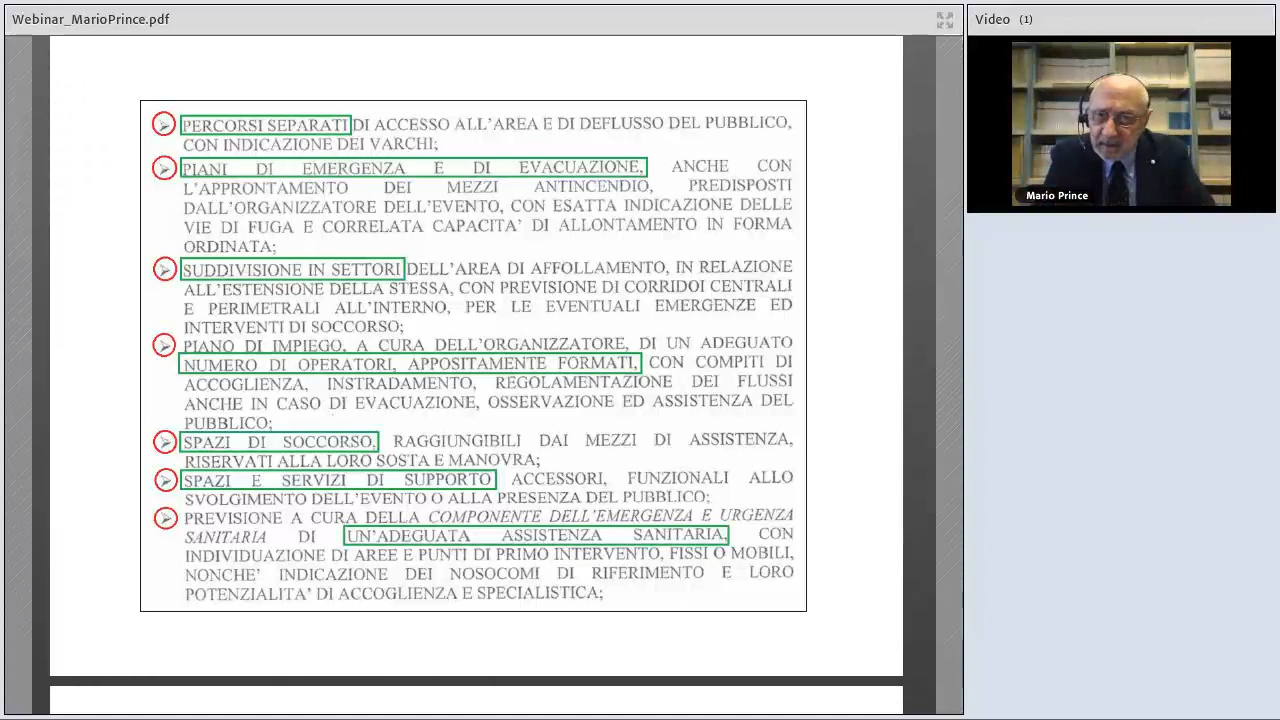 Webinar_MarioPrince.pdf
Video (1)
PERCORSI SEPARATI DI ACCESSO ALL'AREA E DI DEFLUSSO DEL PUBBLICO,
CON INDICAZIONE DEI VARCHI;
PIANI DI EMERGENZA E DI EVACUAZIONE, ANCHE CON
L'APPRONTAMENTO DEI MEZZI ANTINCENDIO, PREDISPOSTI
DALL'ORGANIZZATORE DELL'EVENTO, CON ESATTA INDICAZIONE DELLE
VIE DI FUGA E CORRELATA CAPACITA' DI ALLONTAMENTO IN FORMA
ORDINATA;
SUDDIVISIONE IN SETTORI DELL'AREA DI AFFOLLAMENTO, IN RELAZIONE
ALL'ESTENSIONE DELLA STESSA, CON PREVISIONE DI CORRIDOI CENTRALI
E PERIMETRALI ALL'INTERNO, PER LE EVENTUALI EMERGENZE ED
INTERVENTI DI SOCCORSO;
PIANO DI IMPIEGO, A CURA DELL'ORGANIZZATORE, DI UN ADEGUATO
NUMERO DI OPERATORI, APPOSITAMENTE FORMATI, CON COMPITI DI
ACCOGLIENZA, INSTRADAMENTO, REGOLAMENTAZIONE DEI FLUSSI
ANCHE IN CASO DI EVACUAZIONE, OSSERVAZIONE ED ASSISTENZA DEL
PUBBLICO;
SPAZI DI SOCCORSO, RAGGIUNGIBILI DAI MEZZI DI ASSISTENZA,
RISERVATI ALLA LORO SOSTA E MANOVRA;
SPAZI E SERVIZI DI SUPPORTO ACCESSORI, FUNZIONALI ALLO
SVOLGIMENTO DELL'EVENTO O ALLA PRESENZA DEL PUBBLICO;
PREVISIONE A CURA DELLA COMPONENTE DELL'EMERGENZA E URGENZA
SANITARIA DI UN'ADEGUATA ASSISTENZA SANITARIA, CON
INDIVIDUAZIONE DI AREE E PUNTI DI PRIMO INTERVENTO, FISSI O MOBILI,
NONCHE' INDICAZIONE DEI NOSOCOMI DI RIFERIMENTO E LORO
POTENZIALITA' DI ACCOGLIENZA E SPECIALISTICA;
Mario Prince